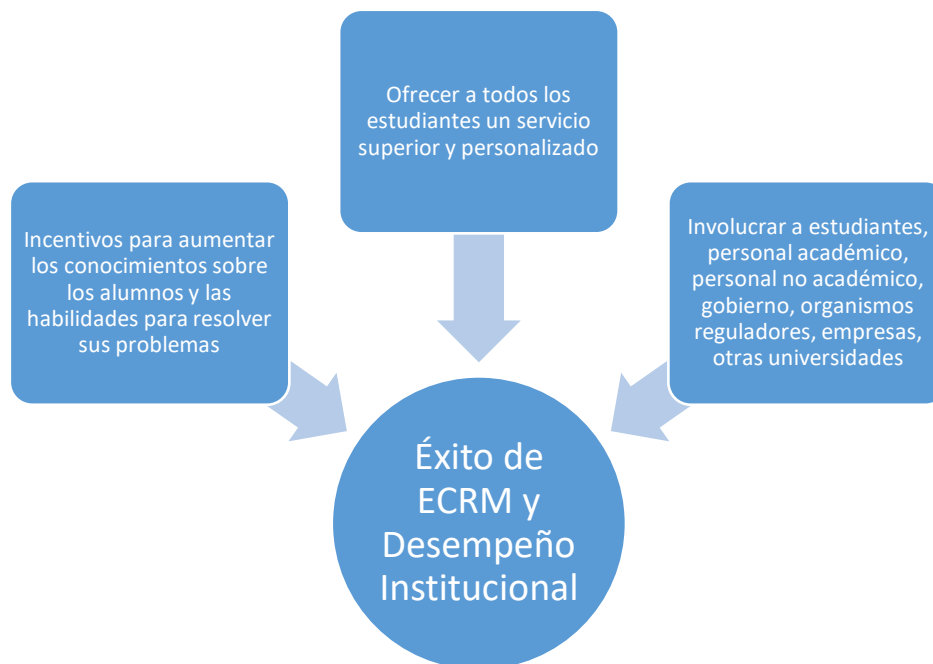 Ofrecer a todos los
estudiantes un servicio
superior y personalizado
Incentivos para aumentar
los conocimientos sobre
los alumnos y las
habilidades para resolver
sus problemas
Involucrar a estudiantes,
personal académico,
personal no académico,
gobierno, organismos
reguladores, empresas,
otras universidades
Éxito de
ECRM y
Desempeño
Institucional